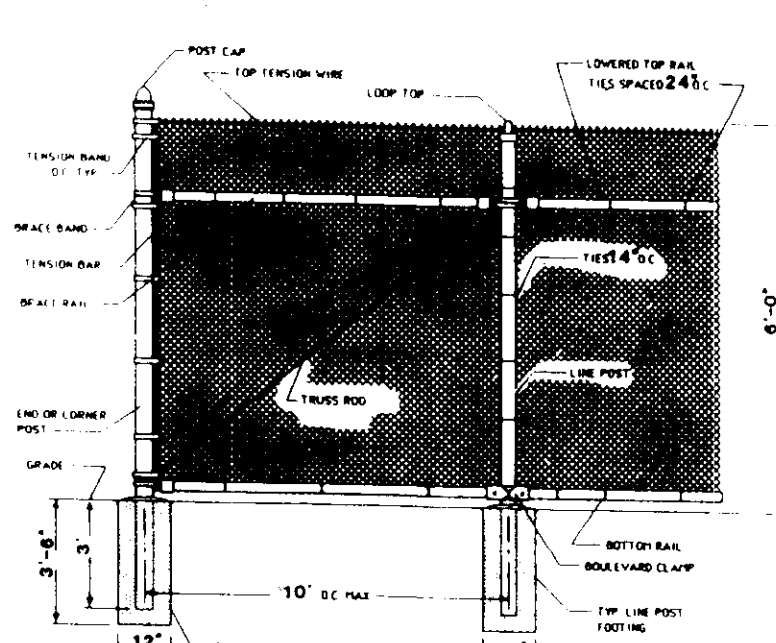 POST CAP
TOP TENSION WIRE
LOOP TOP
LOWERED TOP RAIL
TIES SPACED 24" O.C
TENSION BAND
O.C. TYP
BRACE BAND
TENSION BAR
BRACE RAIL
TIES 14" O.C
6'-0"
TRUSS ROD
LINE POST
END OR CORNER
POST
GRADE
3'-6"
3'
10' O.C MAX
BOTTOM RAIL
BOULEVARD CLAMP
TYP LINE POST
FOOTING
12"